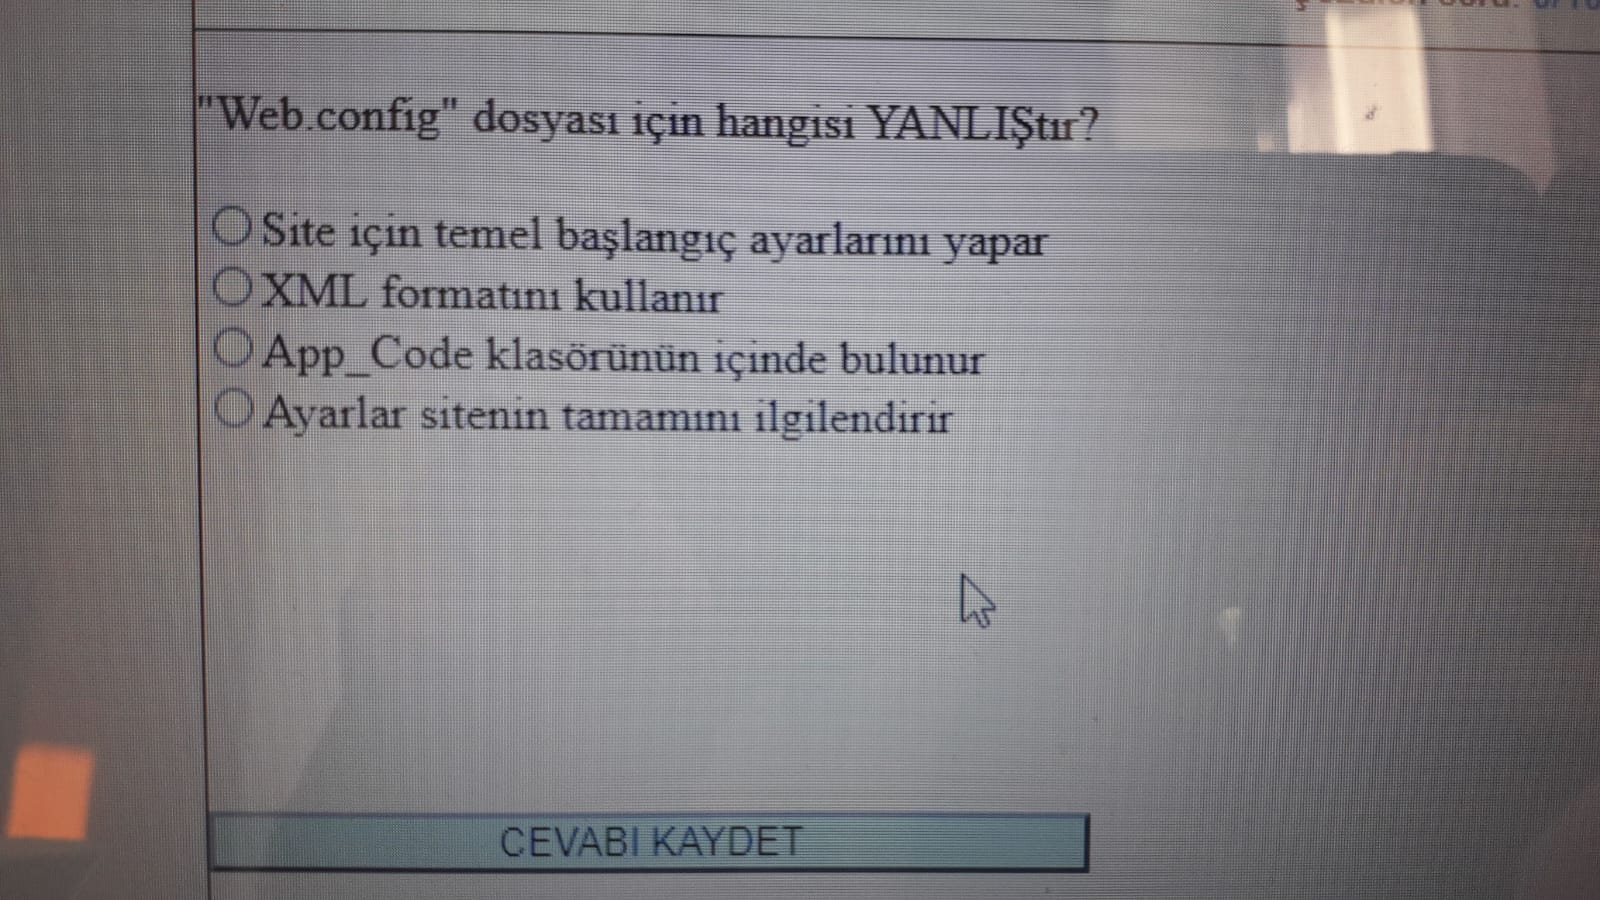 "Web.config" dosyası için hangisi YANLIŞtır?
Site için temel başlangıç ayarlarını yapar
XML formatını kullanır
App_Code klasörünün içinde bulunur
Ayarlar sitenin tamamını ilgilendirir
CEVABI KAYDET